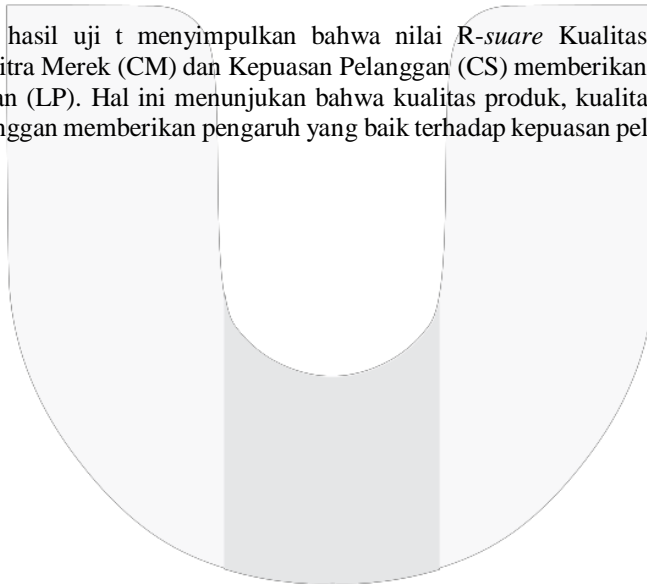 hasil uji t menyimpulkan bahwa nilai R-suare Kualitas
itra Merek (CM) dan Kepuasan Pelanggan (CS) memberikan
an (LP). Hal ini menunjukan bahwa kualitas produk, kualita
nggan memberikan pengaruh yang baik terhadap kepuasan pel